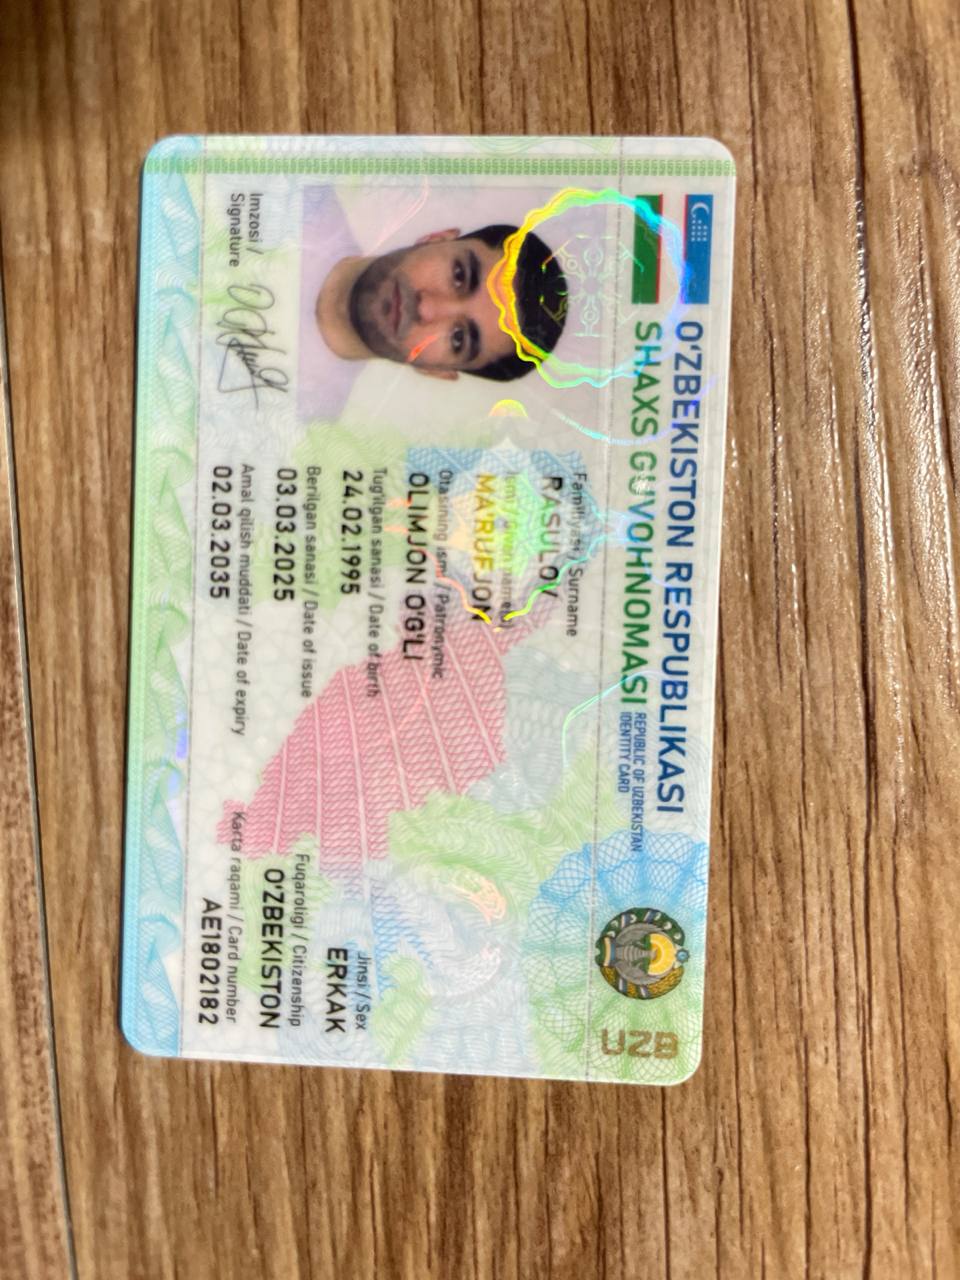 O‘ZBEKISTON RESPUBLIKASI
SHAXS GUVOHNOMASI
REPUBLIC OF UZBEKISTAN
IDENTITY CARD
Familiyasi / Surname
RASULOV
Ismi / Given name(s)
MA'RUFJON
Otasining ismi / Patronymic
OLIMJON O‘G‘LI
Tug‘ilgan sanasi / Date of birth
24.02.1995
Jinsi / Sex
ERKAK
Berilgan sanasi / Date of issue
03.03.2025
Fuqaroligi / Citizenship
O‘ZBEKISTON
Amal qilish muddati / Date of expiry
02.03.2035
Karta raqami / Card number
AE1802182
Imzosi /
Signature
UZB